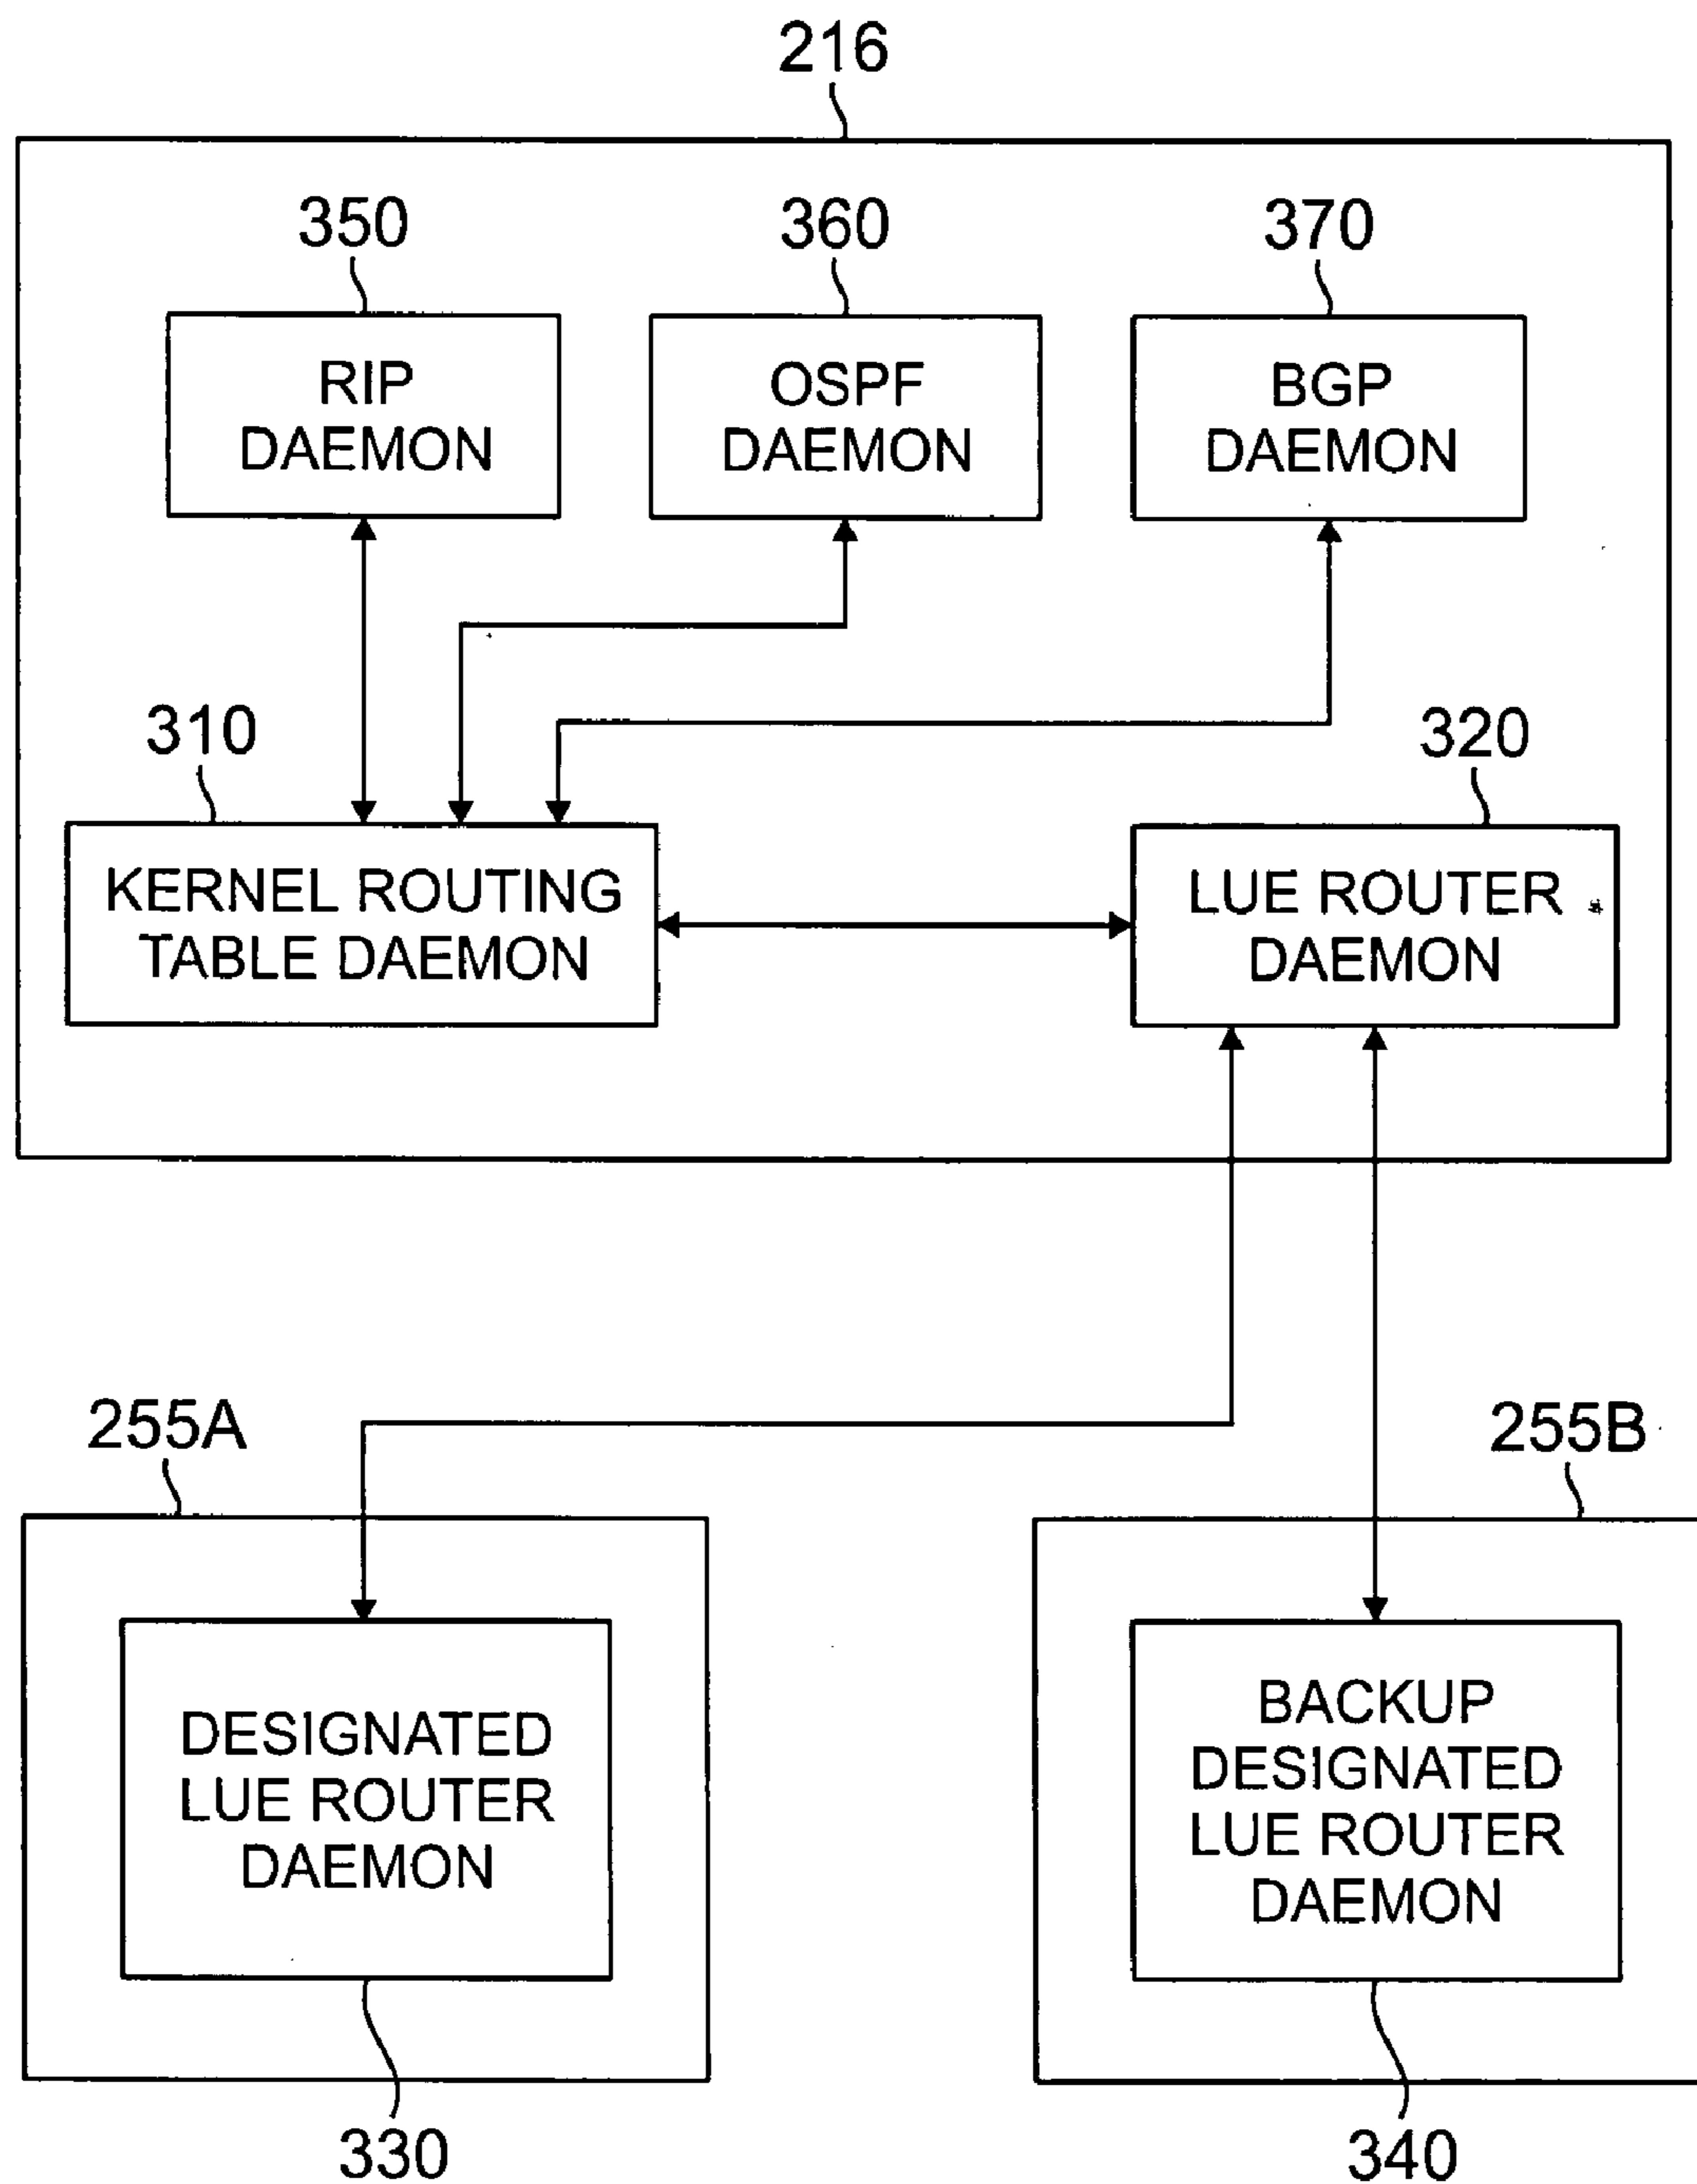 216
350
360
370
RIP
DAEMON
OSPF
DAEMON
BGP
DAEMON
310
320
KERNEL ROUTING
TABLE DAEMON
LUE ROUTER
DAEMON
255A
255B
DESIGNATED
LUE ROUTER
DAEMON
BACKUP
DESIGNATED
LUE ROUTER
DAEMON
330
340